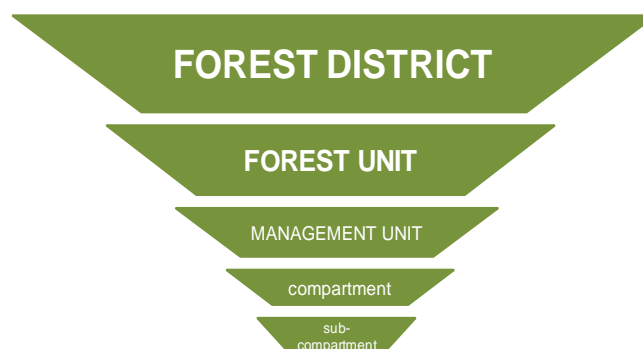 FOREST DISTRICT
FOREST UNIT
MANAGEMENT UNIT
compartment
sub-
compartment